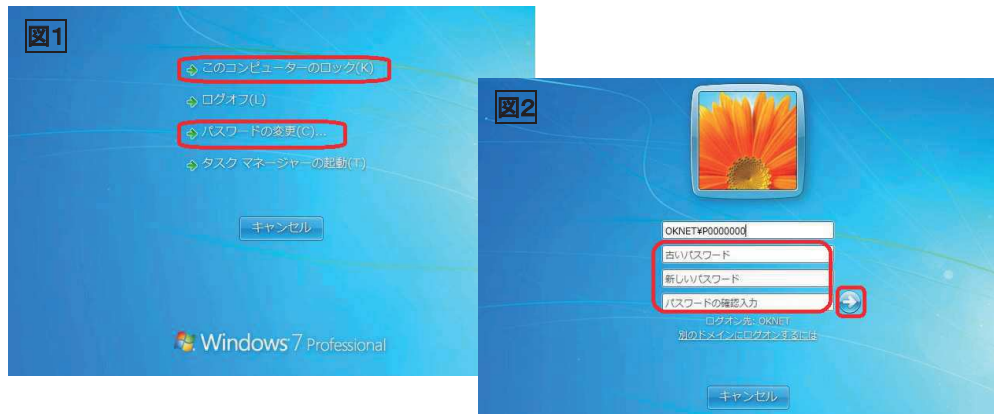 図1
このコンピューターのロック(K)
ログオフ(L)
パスワードの変更(C)...
タスク マネージャーの起動(T)
キャンセル
Windows 7 Professional
図2
OKNET¥P0000000
古いパスワード
新しいパスワード
パスワードの確認入力
ログオン先: OKNET
別のドメインにログオンするには
キャンセル